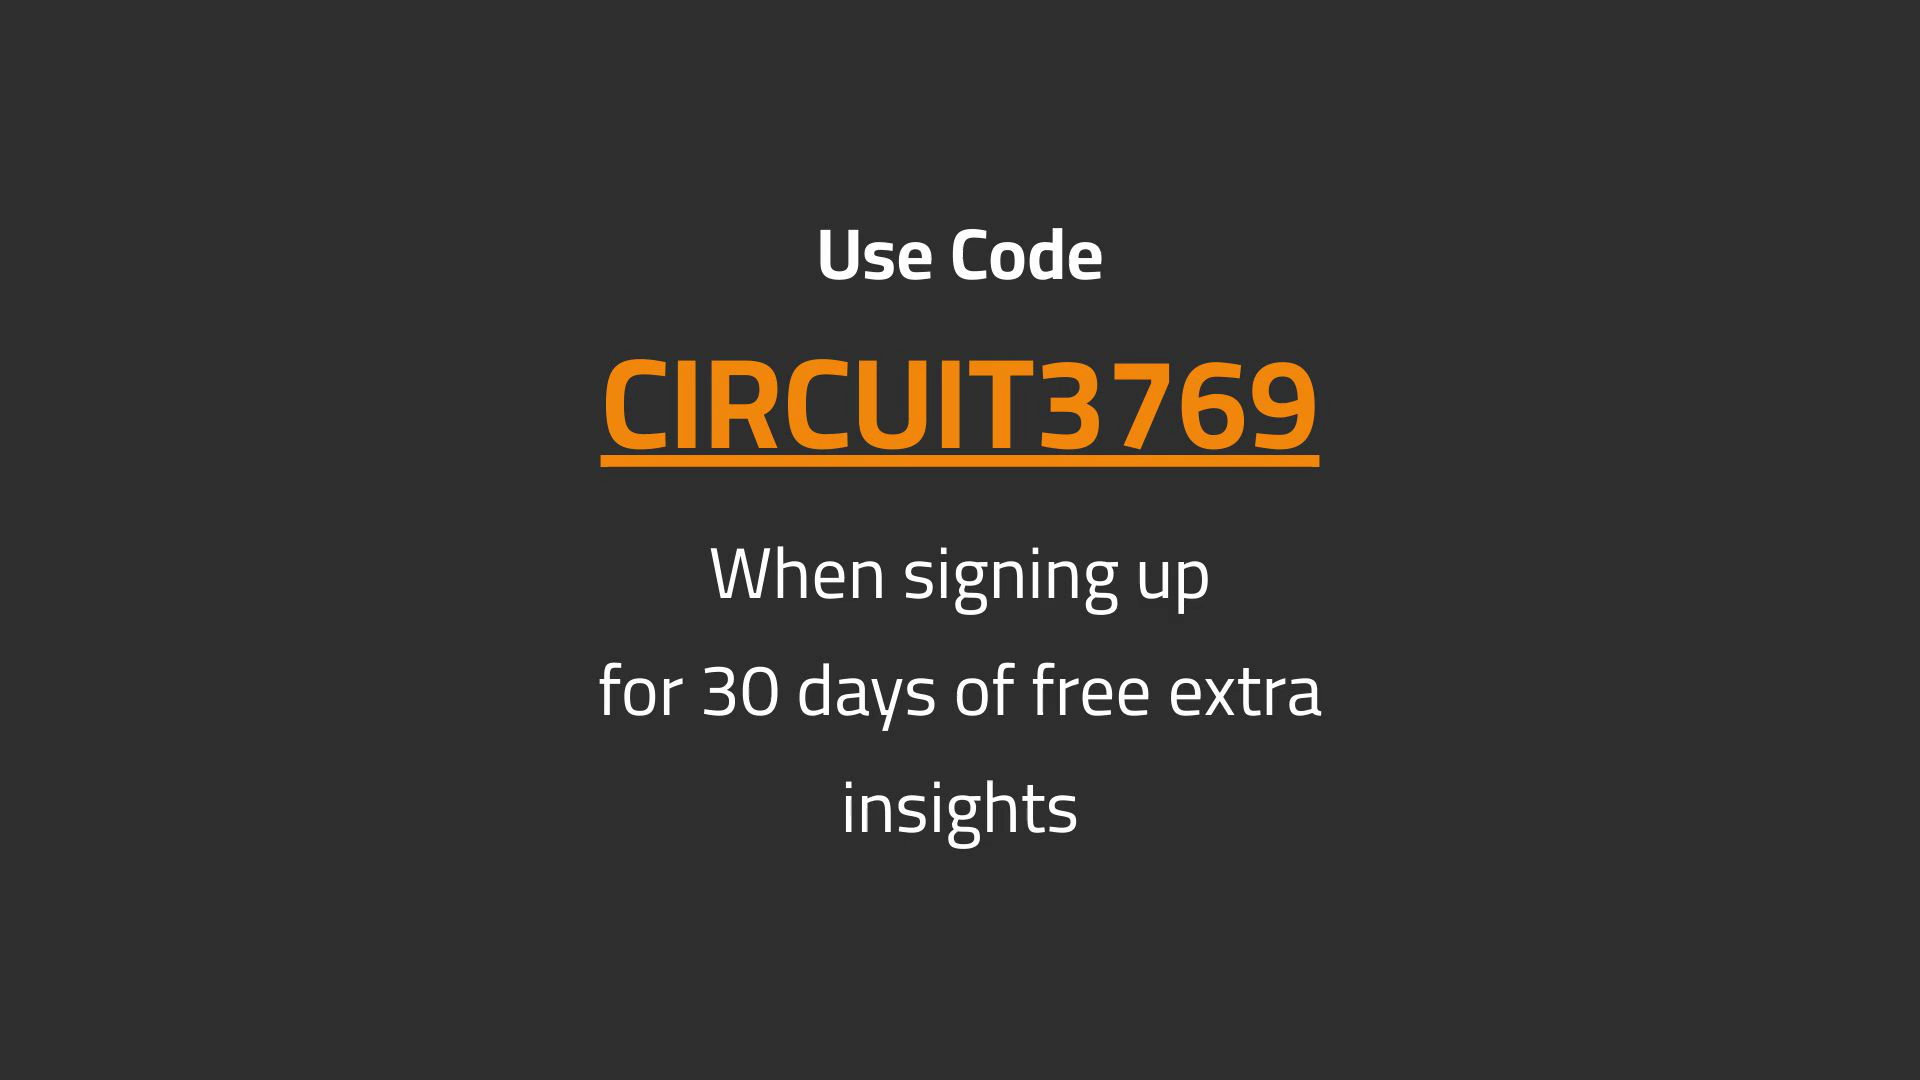 Use Code
CIRCUIT3769
When signing up
for 30 days of free extra
insights